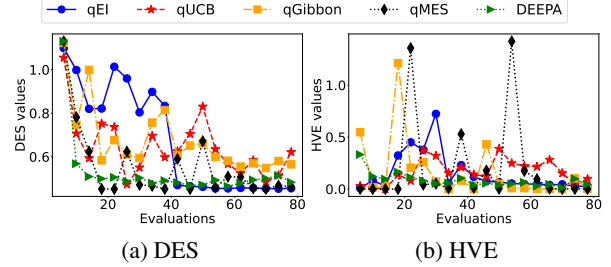 qEI qUCB qGibbon qMES DEEPA
DES values
1.0
0.8
0.6
20 40 60 80
Evaluations
(a) DES
HVE values
1.0
0.5
0.0
20 40 60 80
Evaluations
(b) HVE